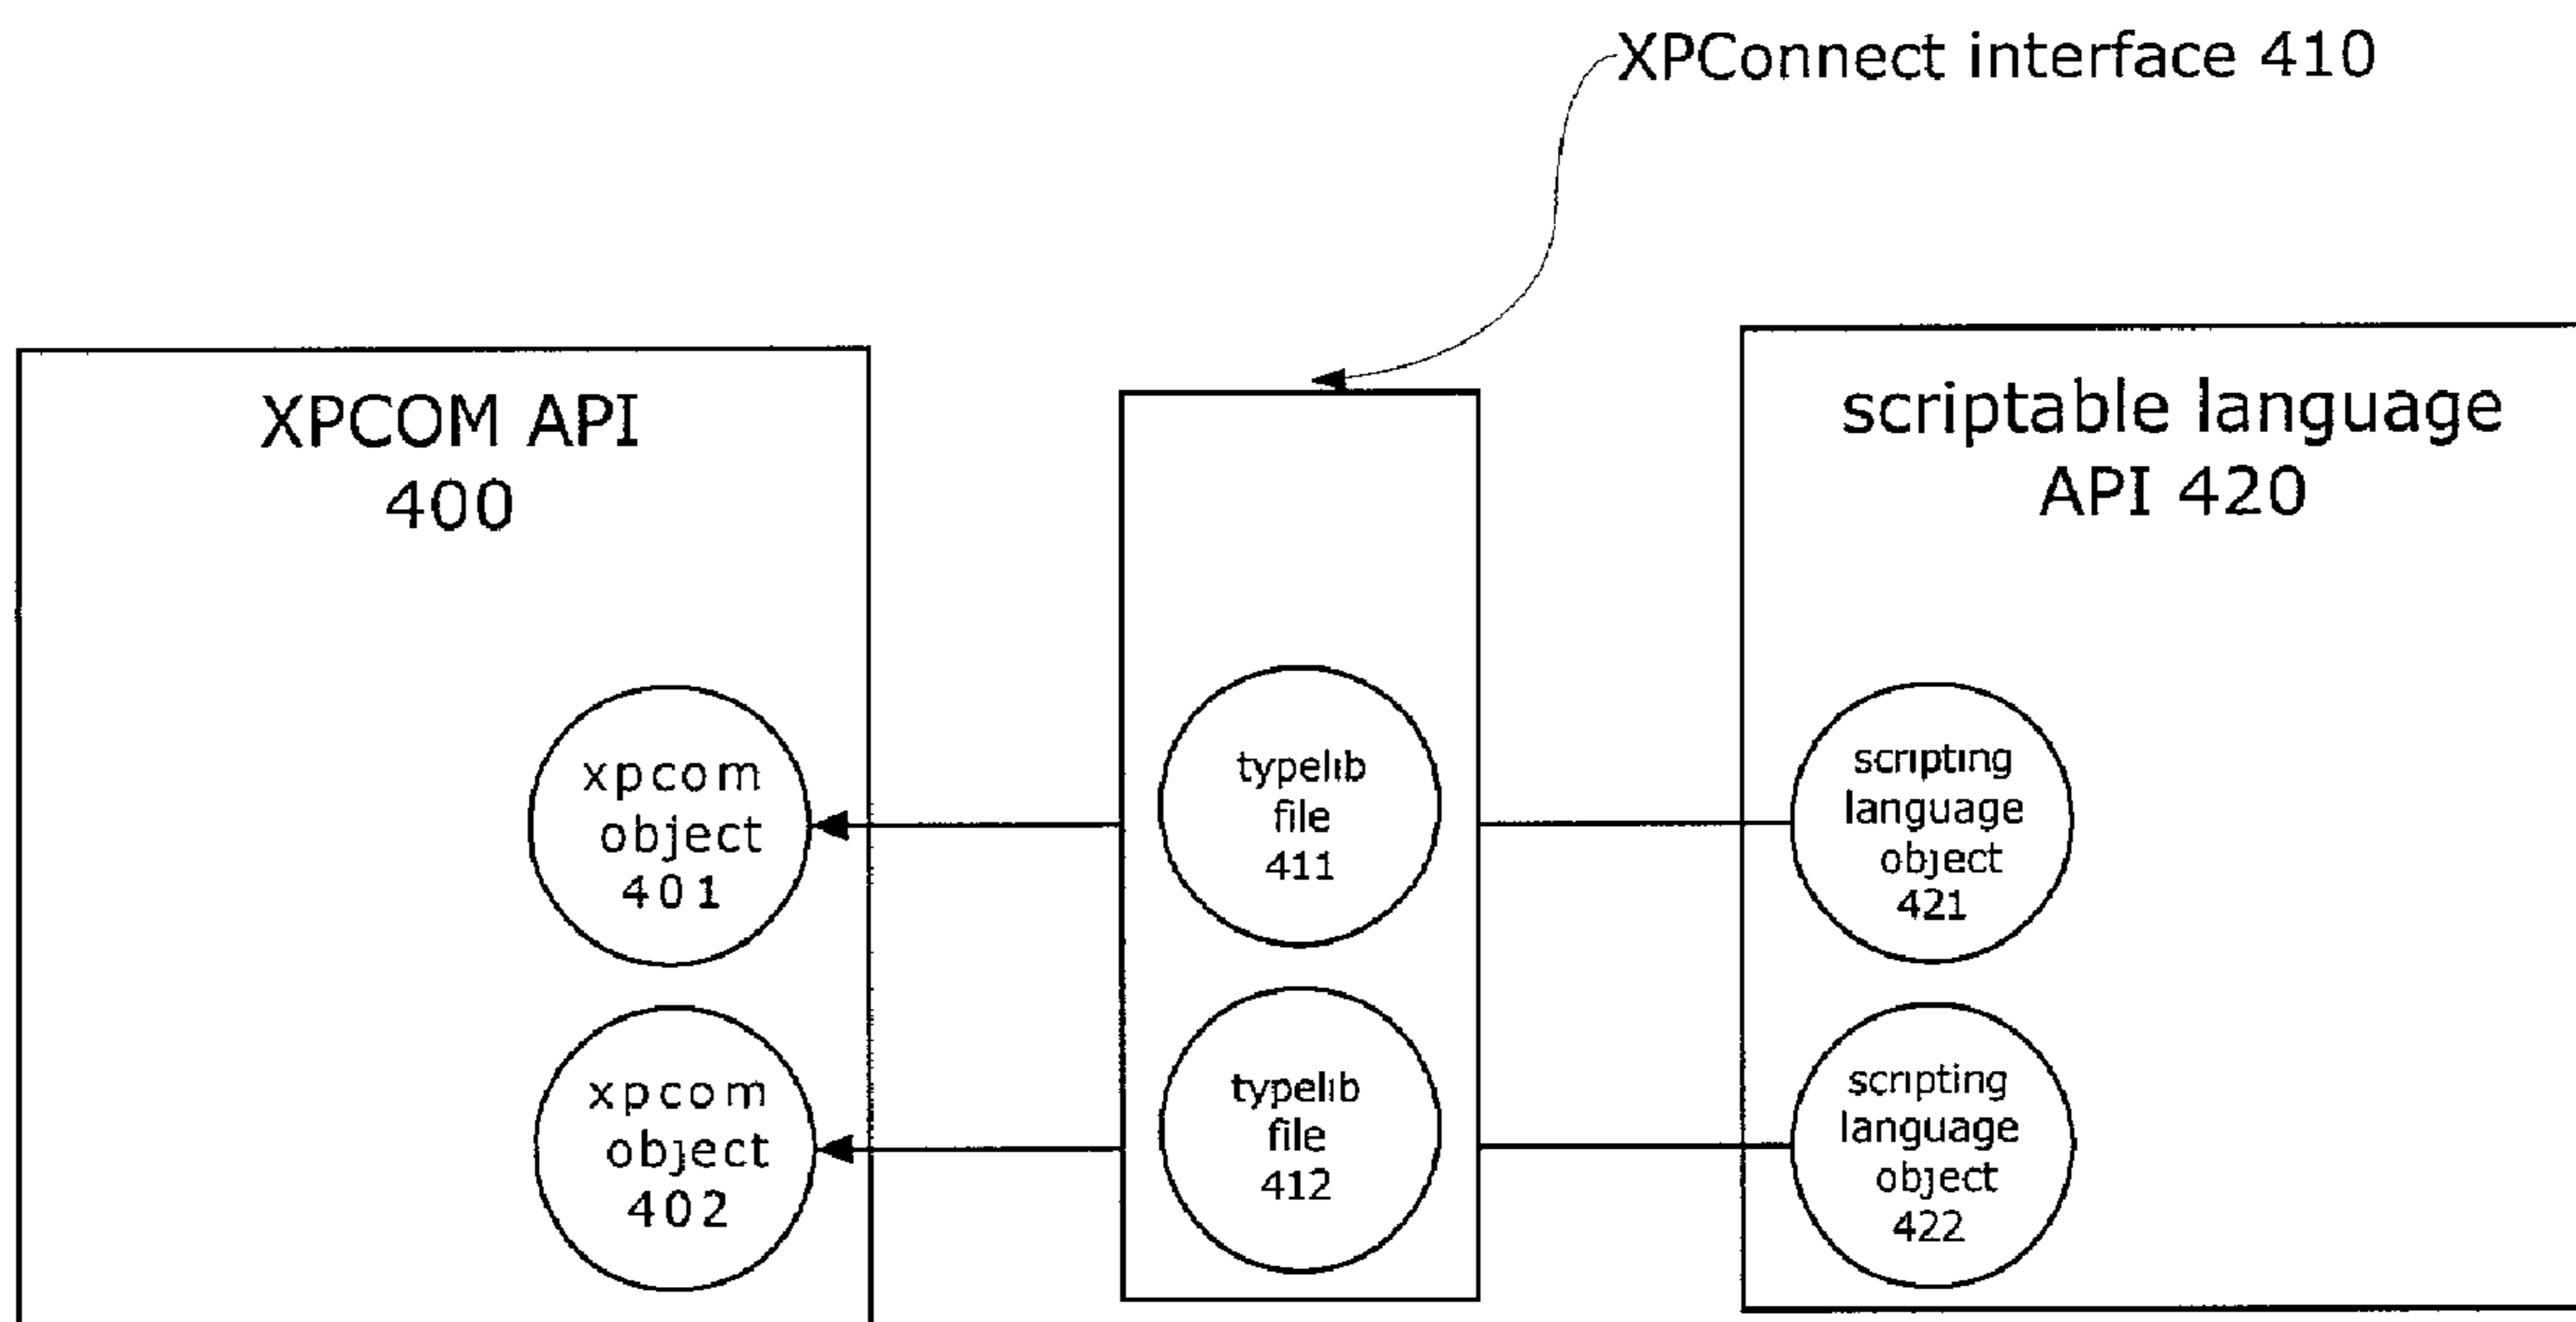 XPConnect interface 410
XPCOM API
400
scriptable language
API 420
xpcom
object
401
typelib
file
411
scripting
language
object
421
xpcom
object
402
typelib
file
412
scripting
language
object
422